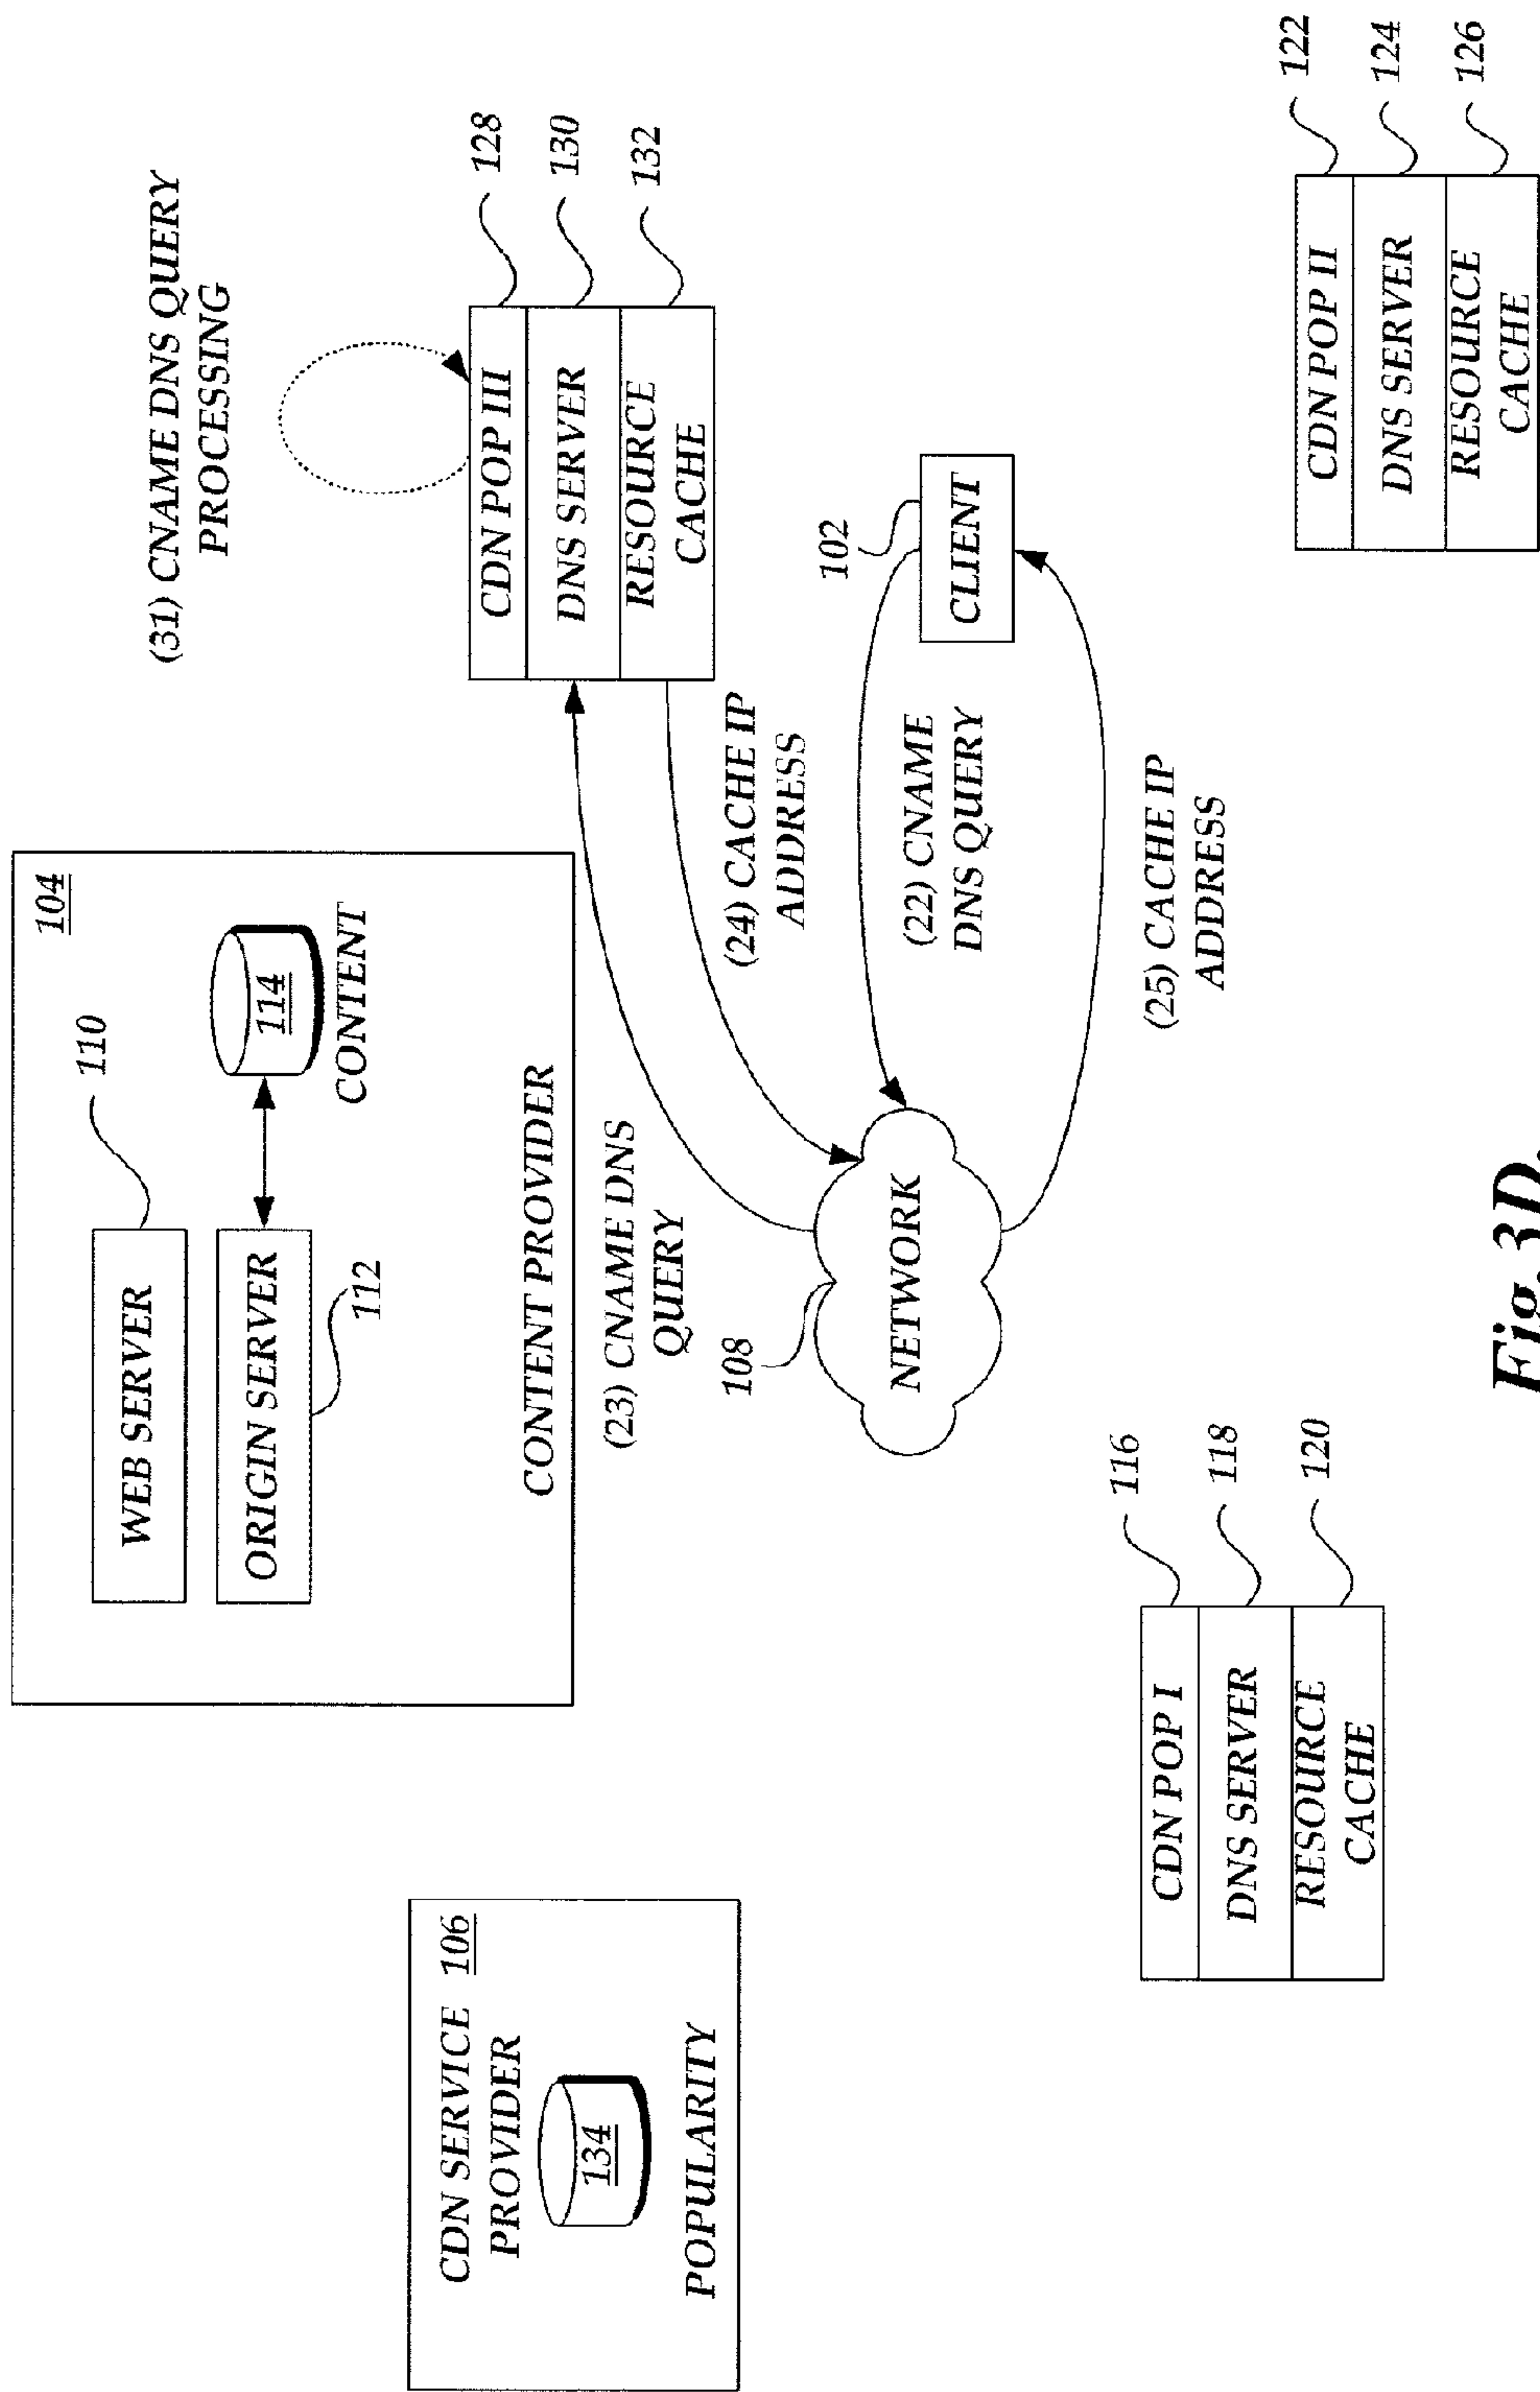 CDN SERVICE 106
PROVIDER
134
POPULARITY
104
WEB SERVER
110
ORIGIN SERVER
112
114
CONTENT
CONTENT PROVIDER
(31) CNAME DNS QUERY
PROCESSING
CDN POP III
128
DNS SERVER
130
RESOURCE
CACHE
132
(23) CNAME DNS
QUERY
(24) CACHE IP
ADDRESS
108
NETWORK
102
CLIENT
(22) CNAME
DNS QUERY
(25) CACHE IP
ADDRESS
CDN POP I
116
DNS SERVER
118
RESOURCE
CACHE
120
CDN POP II
122
DNS SERVER
124
RESOURCE
CACHE
126
Fig. 3D.